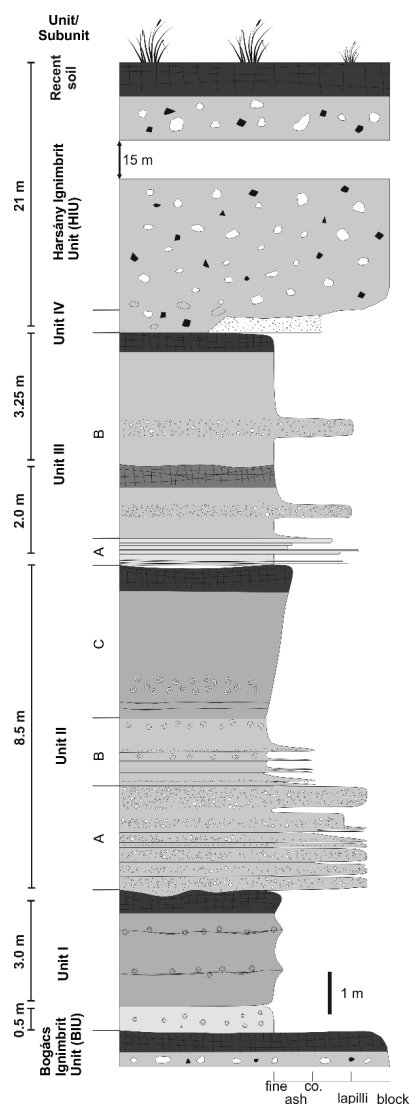 Unit/
Subunit
Recent
soil
21 m
15 m
Harsány Ignimbrit
Unit (HIU)
Unit IV
3.25 m
B
Unit III
2.0 m
A
C
8.5 m
Unit II
B
A
3.0 m
Unit I
1 m
0.5 m
Bogács
Ignimbrit
Unit (BIU)
fine co.
ash lapilli block